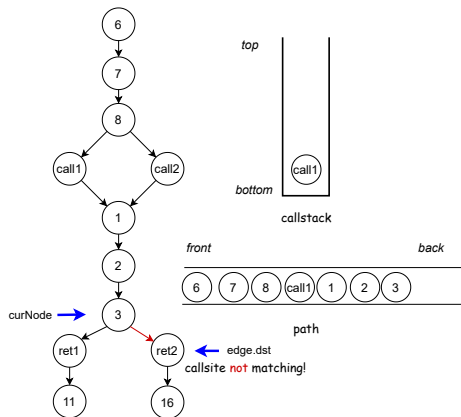 6
top
7
8
call1
call2
call1
bottom
callstack
1
front
back
2
6
7
8
call1
1
2
3
curNode
3
path
ret1
ret2
edge.dst
callsite not matching!
11
16